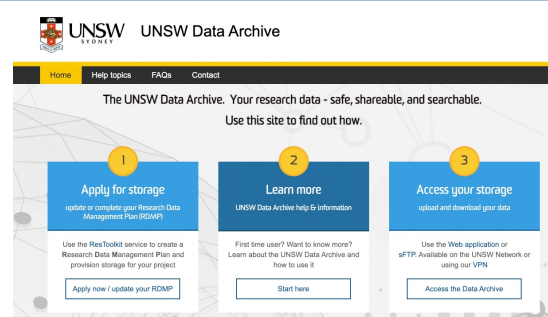 UNSW
SYDNEY
UNSW Data Archive
Home Help topics FAQs Contact
The UNSW Data Archive. Your research data - safe, shareable, and searchable.
Use this site to find out how.
1
Apply for storage
update or complete your Research Data
Management Plan (RDMP)
Use the ResToolkit service to create a
Research Data Management Plan and
provision storage for your project
Apply now / update your RDMP
2
Learn more
UNSW Data Archive help & information
First time user? Want to know more?
Learn about the UNSW Data Archive and
how to use it
Start here
3
Access your storage
upload and download your data
Use the Web application or
sFTP. Available on the UNSW Network or
using our VPN
Access the Data Archive